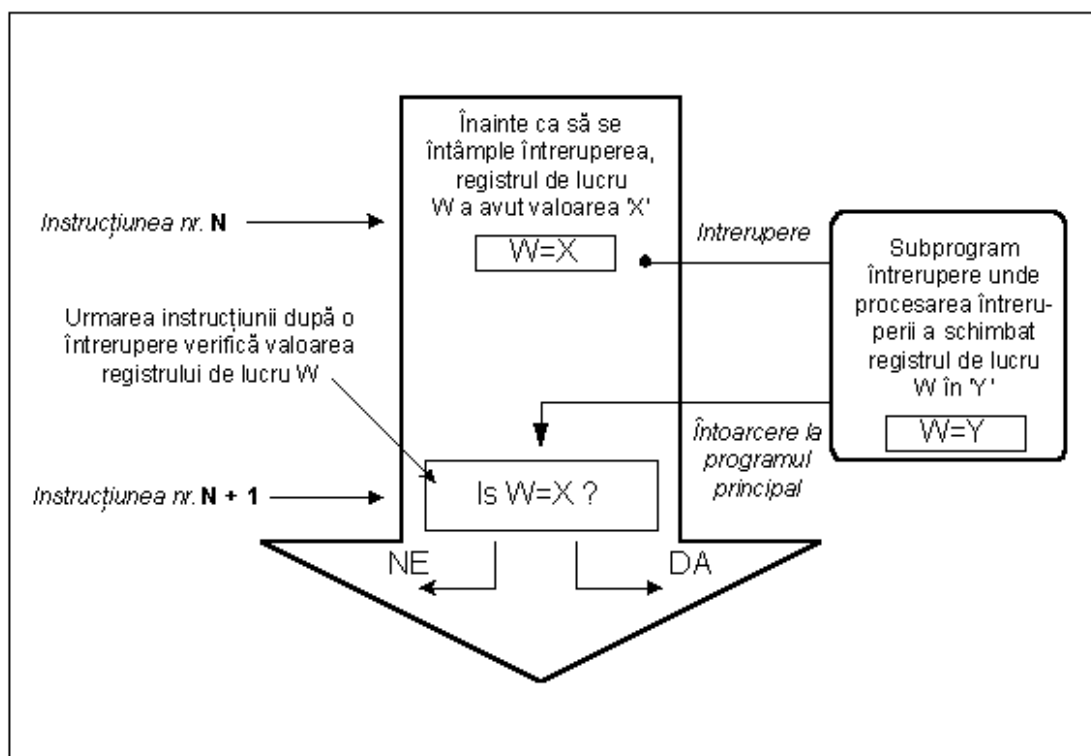 Înainte ca să se
întâmple întreruperea,
registrul de lucru
W a avut valoarea 'X'
W=X
Instrucțiunea nr. N
Intrerupere
Subprogram
întrerupere unde
procesarea întreru-
perii a schimbat
registrul de lucru
W în 'Y'
W=Y
Urmarea instrucțiunii după o
întrerupere verifică valoarea
registrului de lucru W
Întoarcere la
programul
principal
Instrucțiunea nr. N + 1
Is W=X ?
NE
DA